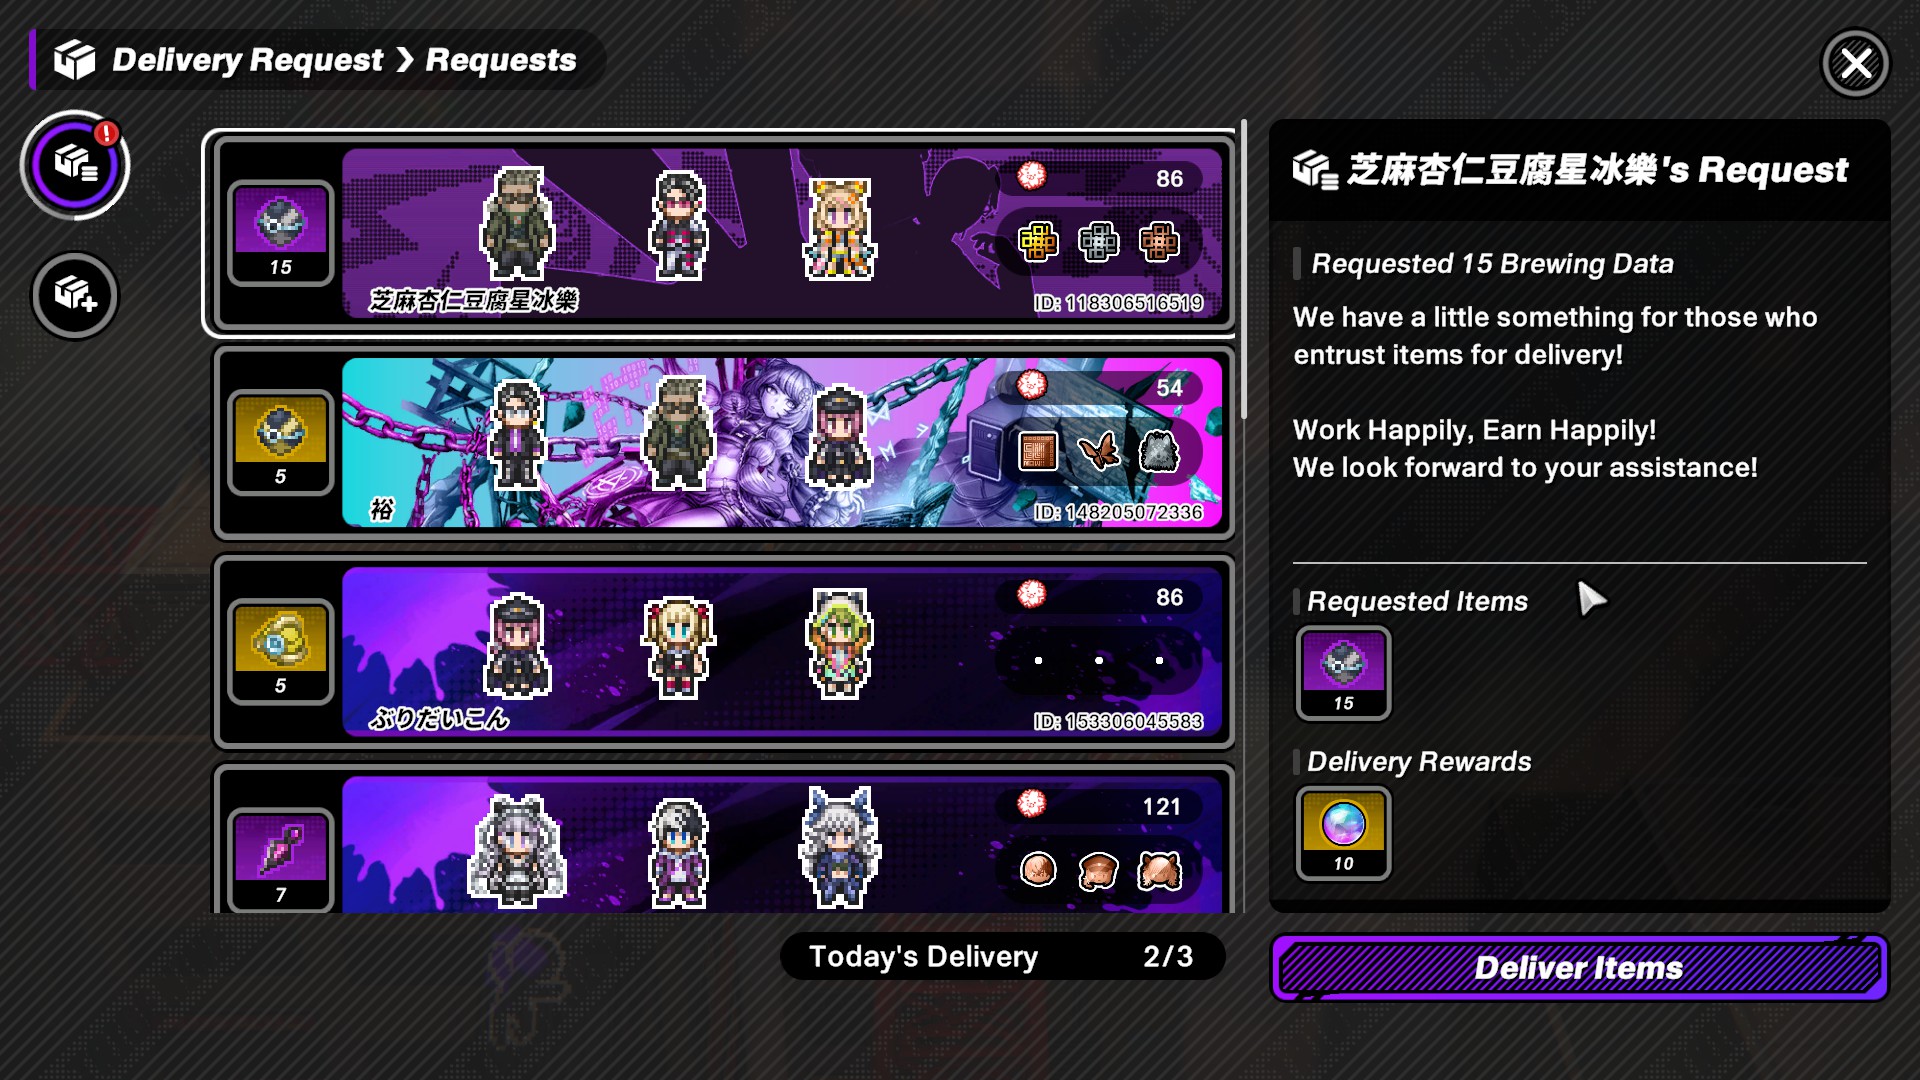 Delivery Request ❯ Requests
15
芝麻杏仁豆腐星冰樂
86
ID: 118306516519
5
裕
54
ID: 148205072336
5
ぶりだいこん
86
ID: 153306045583
7
121
Today's Delivery 2/3
芝麻杏仁豆腐星冰樂's Request
Requested 15 Brewing Data
We have a little something for those who
entrust items for delivery!
Work Happily, Earn Happily!
We look forward to your assistance!
Requested Items
15
Delivery Rewards
10
Deliver Items